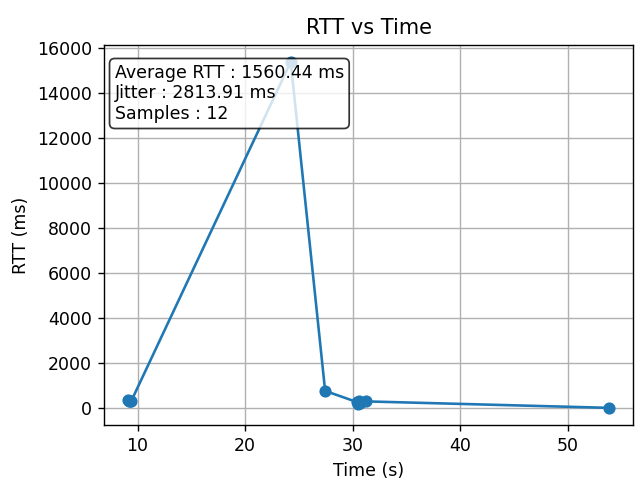 RTT vs Time
16000
Average RTT : 1560.44 ms
14000
Jitter : 2813.91 ms
Samples : 12
12000
10000
8000
6000
4000
2000
0
RTT (ms)
10 20 30 40 50
Time (s)